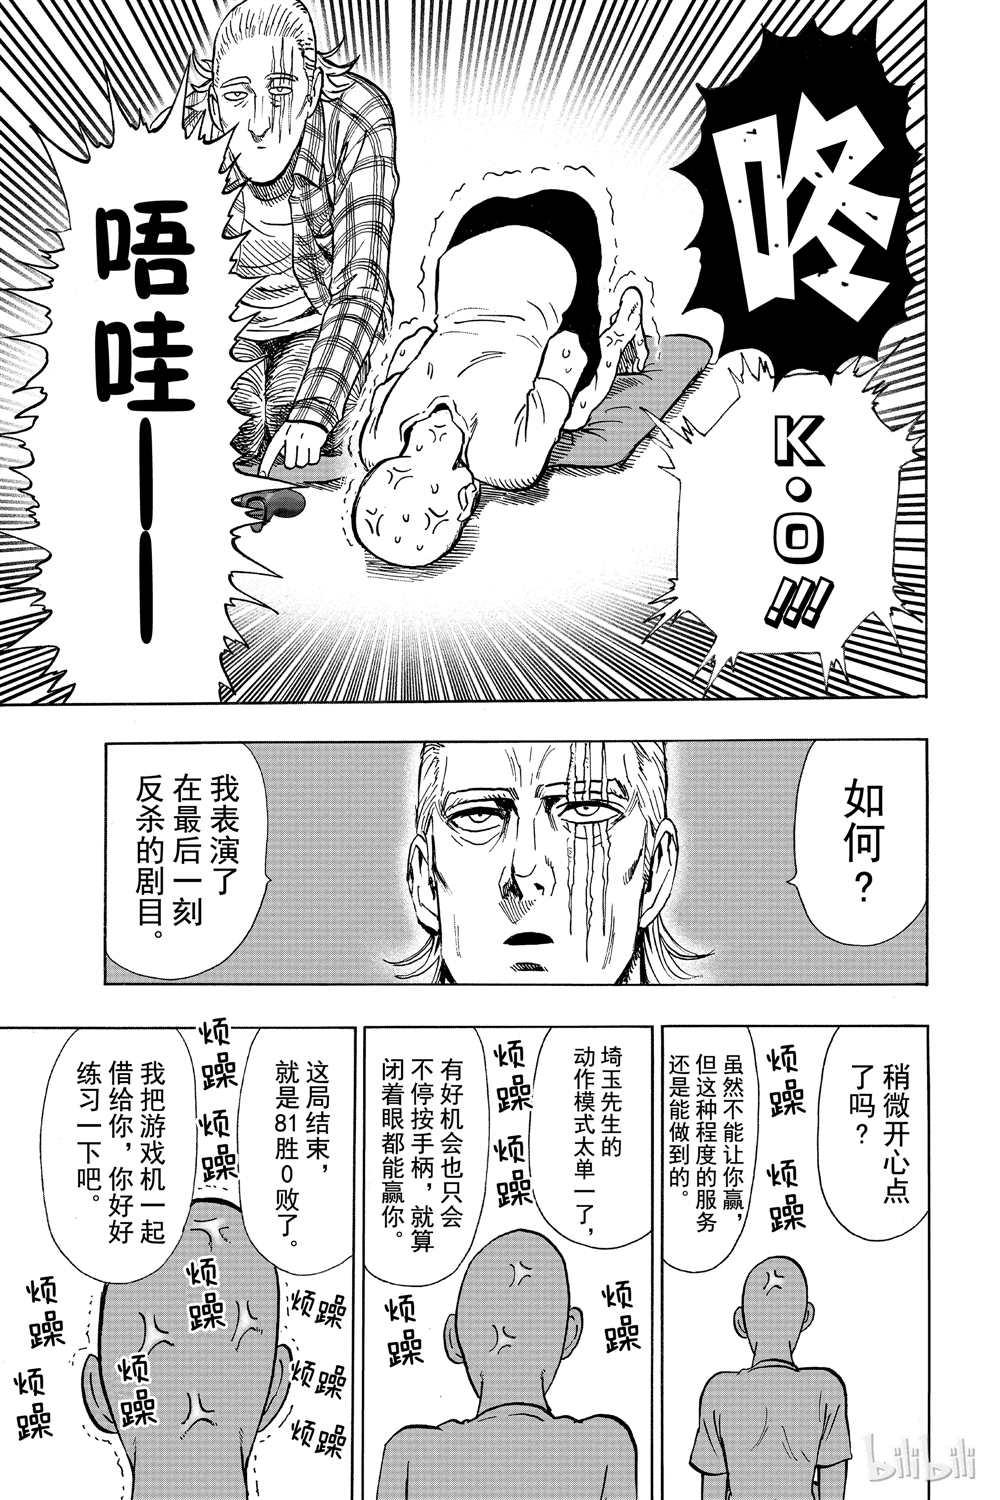 咚
K.O!!!
唔哇——
如何？
我表演了
在最后一刻
反杀的剧目。
稍微开心点
了吗？
烦躁
烦躁
虽然不能让你赢，
但这种程度的服务
还是能做到的。
埼玉先生的
动作模式太单一了，
烦躁
烦躁
有好机会也只会
不停按手柄，就算
闭着眼都能赢你。
烦躁
烦躁
这局结束，
就是81胜0败了。
烦躁
烦躁
我把游戏机一起
借给你，你好好
练习一下吧。
烦躁
烦躁
烦躁
烦躁
烦躁
烦躁
烦躁
bilibili